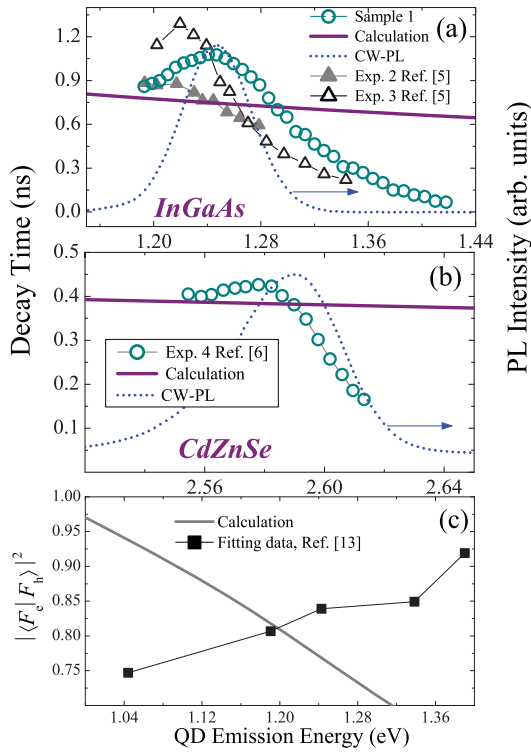 (a)
1.2
0.9
0.6
0.3
0.0
Sample 1
Calculation
CW-PL
Exp. 2 Ref. [5]
Exp. 3 Ref. [5]
InGaAs
1.20 1.28 1.36 1.44
Decay Time (ns)
PL Intensity (arb. units)
(b)
0.5
0.4
0.3
0.2
0.1
Exp. 4 Ref. [6]
Calculation
CW-PL
CdZnSe
2.56 2.60 2.64
(c)
1.00
0.95
0.90
0.85
0.80
0.75
Calculation
Fitting data, Ref. [13]
|⟨F_e|F_h⟩|²
1.04 1.12 1.20 1.28 1.36
QD Emission Energy (eV)